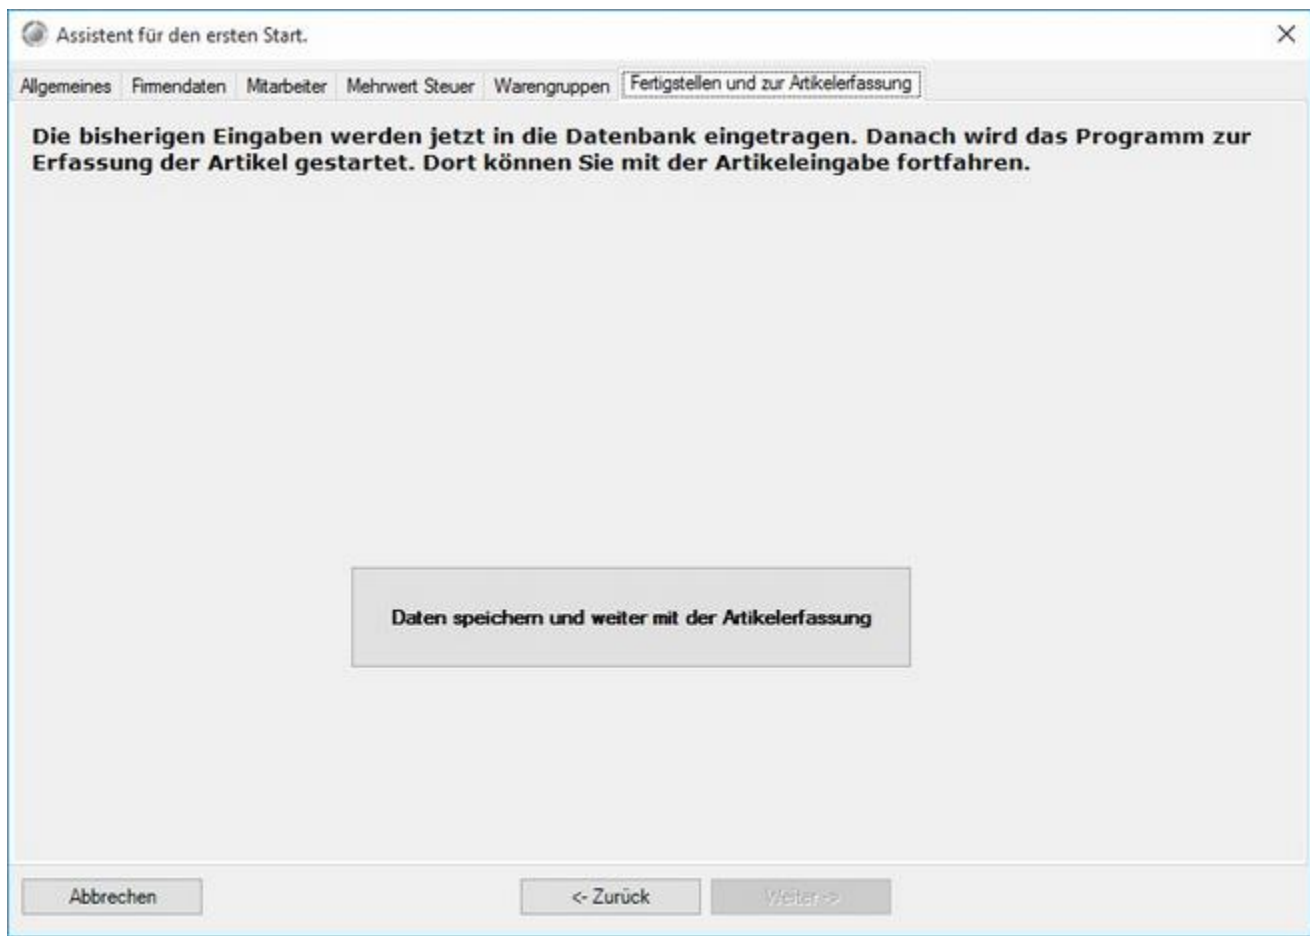 Assistent für den ersten Start.
Allgemeines Firmendaten Mitarbeiter Mehrwert Steuer Warengruppen Fertigstellen und zur Artikelerfassung
Die bisherigen Eingaben werden jetzt in die Datenbank eingetragen. Danach wird das Programm zur
Erfassung der Artikel gestartet. Dort können Sie mit der Artikeleingabe fortfahren.
Daten speichern und weiter mit der Artikelerfassung
Abbrechen <- Zurück Weiter ->